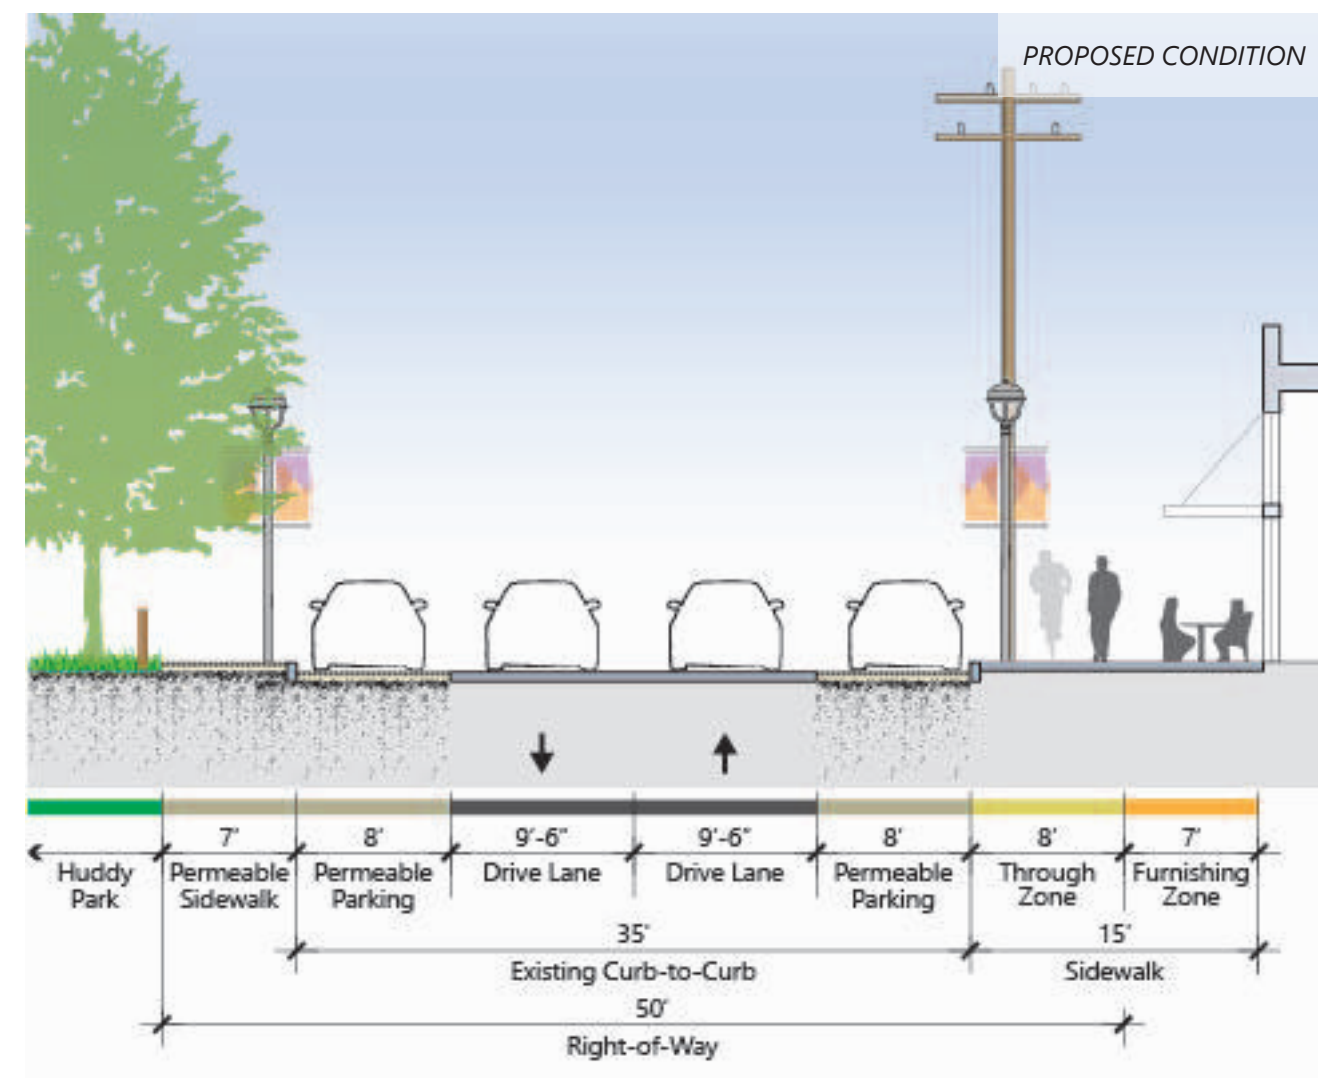 PROPOSED CONDITION
7' 8' 9'-6" 9'-6" 8' 8' 7'
Huddy Permeable Permeable Drive Lane Drive Lane Permeable Through Furnishing
Park Sidewalk Parking Parking Zone Zone
35' 15'
Existing Curb-to-Curb Sidewalk
50'
Right-of-Way